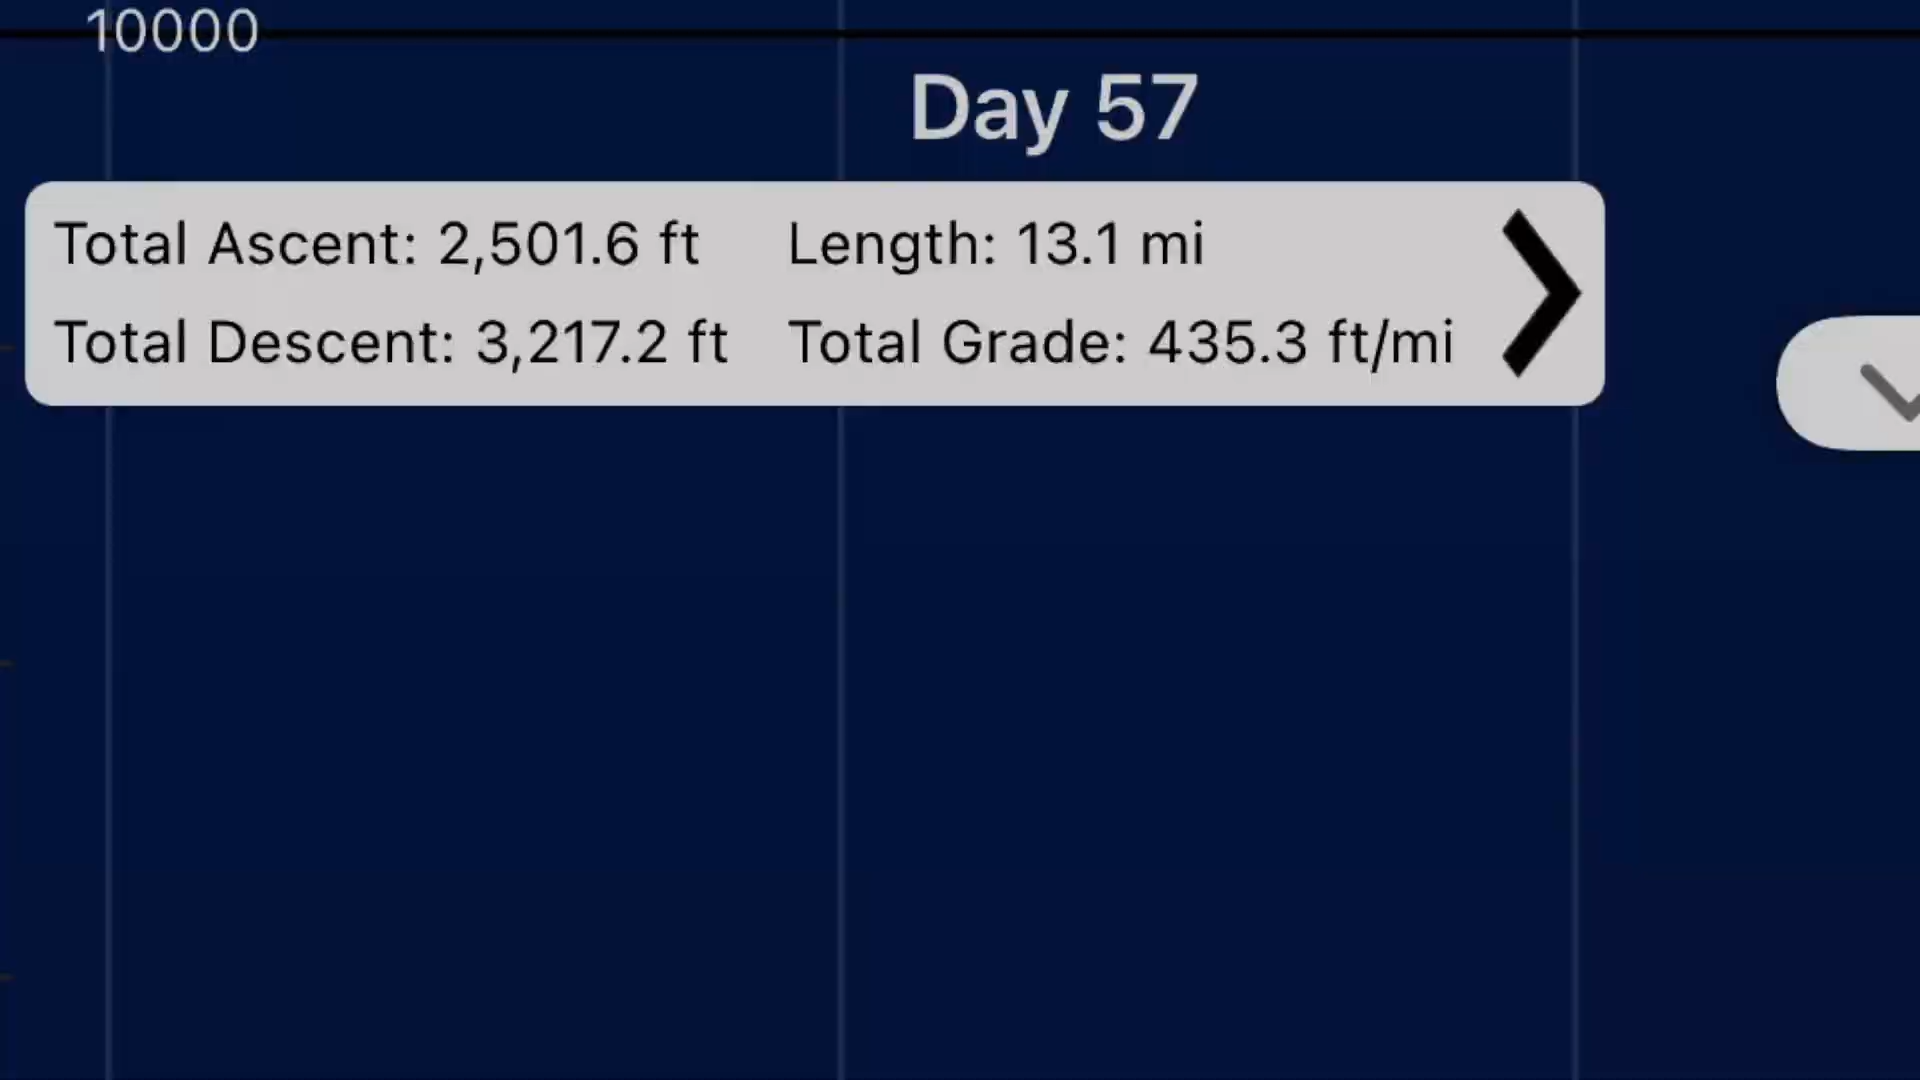 10000
Day 57
Total Ascent: 2,501.6 ft Length: 13.1 mi
Total Descent: 3,217.2 ft Total Grade: 435.3 ft/mi